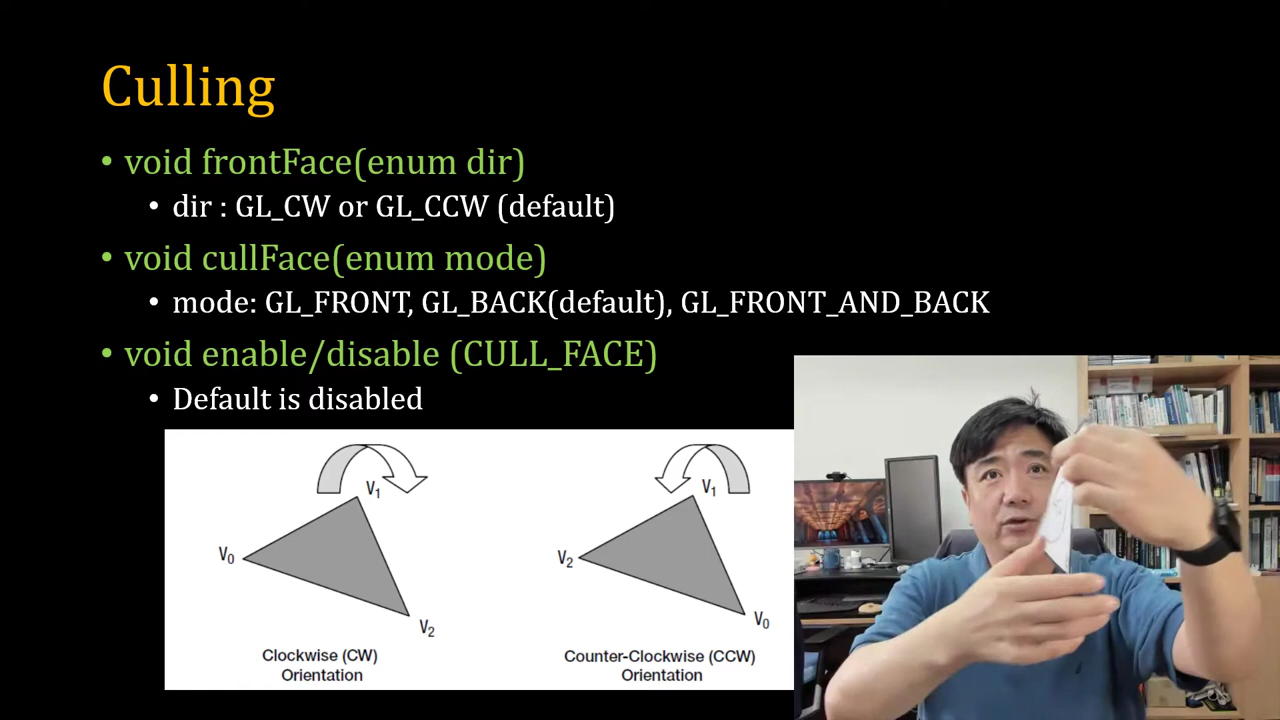 Culling
• void frontFace(enum dir)
• dir : GL_CW or GL_CCW (default)
• void cullFace(enum mode)
• mode: GL_FRONT, GL_BACK(default), GL_FRONT_AND_BACK
• void enable/disable (CULL_FACE)
• Default is disabled
V1
V0
V2
Clockwise (CW)
Orientation
V1
V2
V0
Counter-Clockwise (CCW)
Orientation